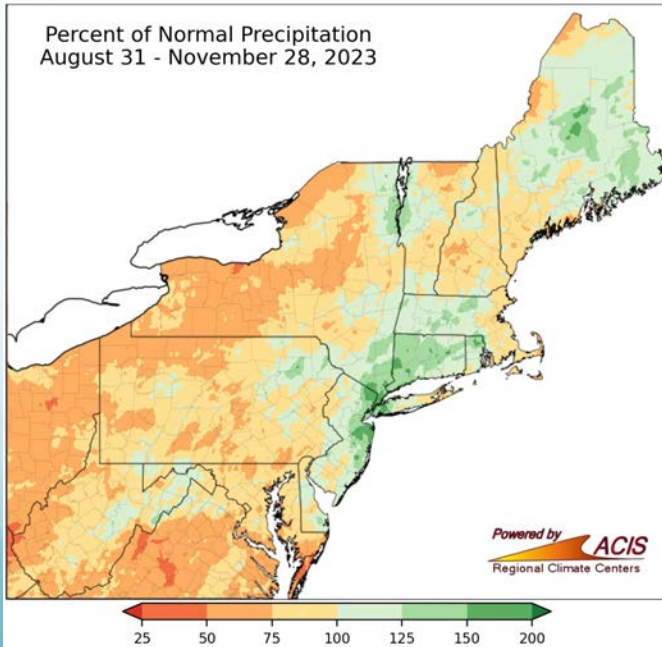 Percent of Normal Precipitation
August 31 - November 28, 2023
Powered by
ACIS
Regional Climate Centers
25 50 75 100 125 150 200